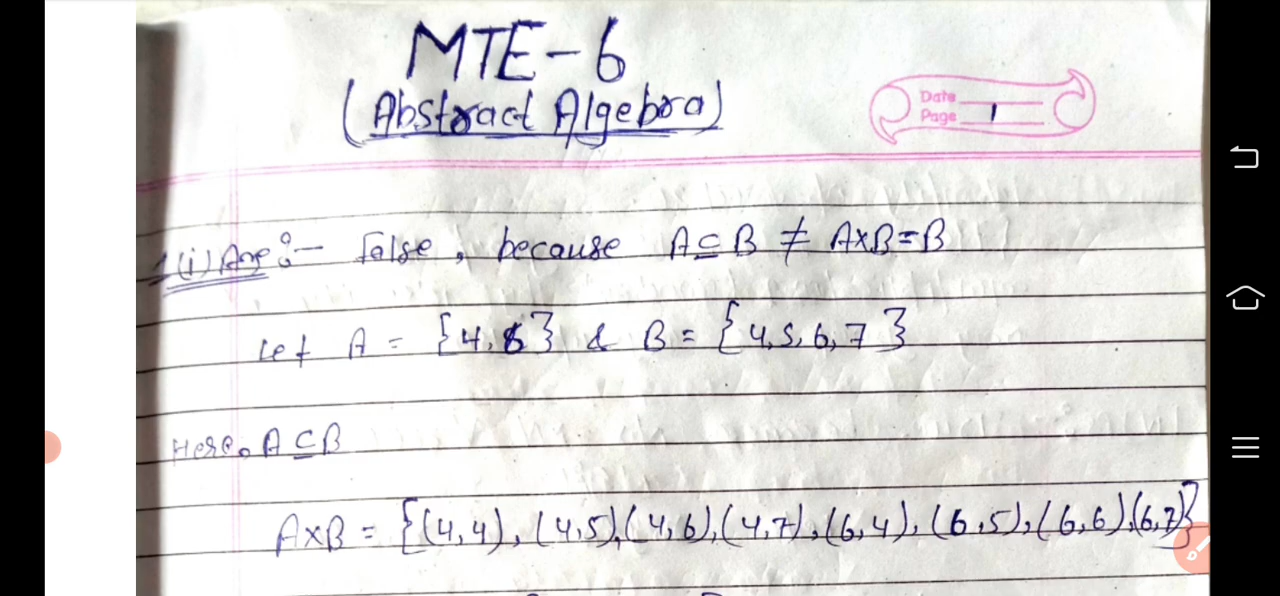 MTE-6
(Abstract Algebra)
Date
Page 1
1(i) Ans:- False, because A⊆B ≠ A×B=B
Let A = {4,6} & B = {4,5,6,7}
Here, A⊆B
A×B = {(4,4), (4,5),(4,6),(4,7),(6,4),(6,5),(6,6),(6,7)}